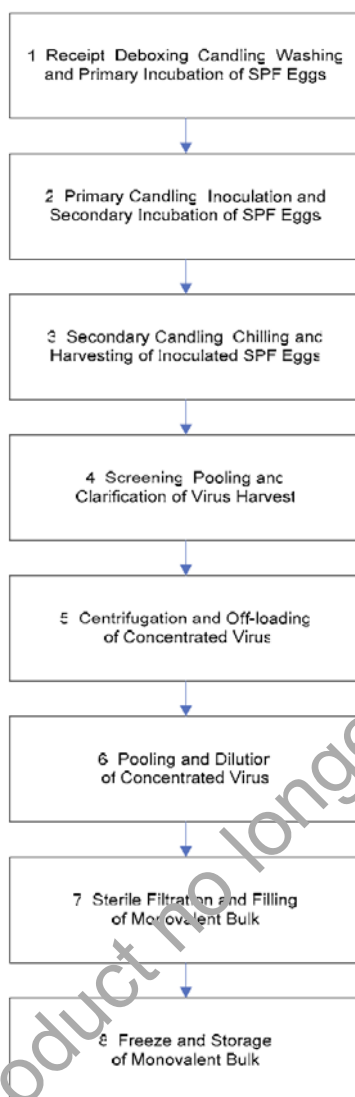 1 Receipt Deboxing Candling Washing
and Primary Incubation of SPF Eggs
2 Primary Candling Inoculation and
Secondary Incubation of SPF Eggs
3 Secondary Candling Chilling and
Harvesting of Inoculated SPF Eggs
4 Screening Pooling and
Clarification of Virus Harvest
5 Centrifugation and Off-loading
of Concentrated Virus
6 Pooling and Dilution
of Concentrated Virus
7 Sterile Filtration and Filling
of Monovalent Bulk
8 Freeze and Storage
of Monovalent Bulk
oduct no longe